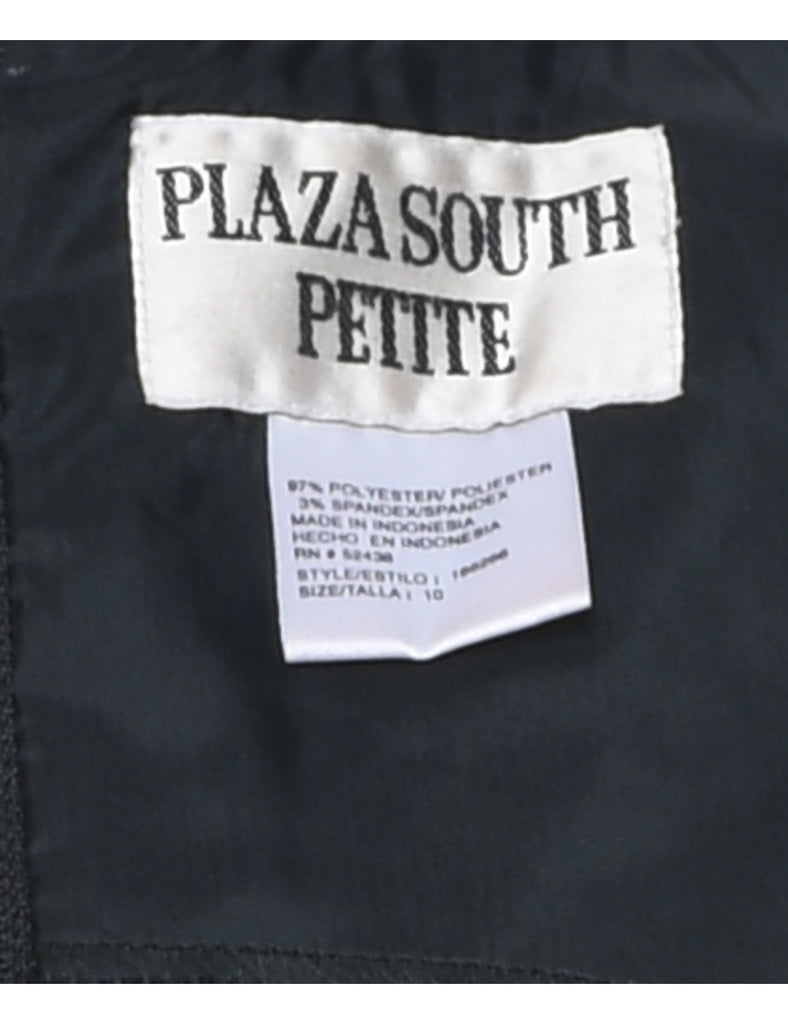 PLAZA SOUTH
PETITE
97% POLYESTER/ POLIESTER
3% SPANDEX/SPANDEX
MADE IN INDONESIA
HECHO EN INDONESIA
RN # 52438
STYLE/ESTILO :
SIZE/TALLA : 10